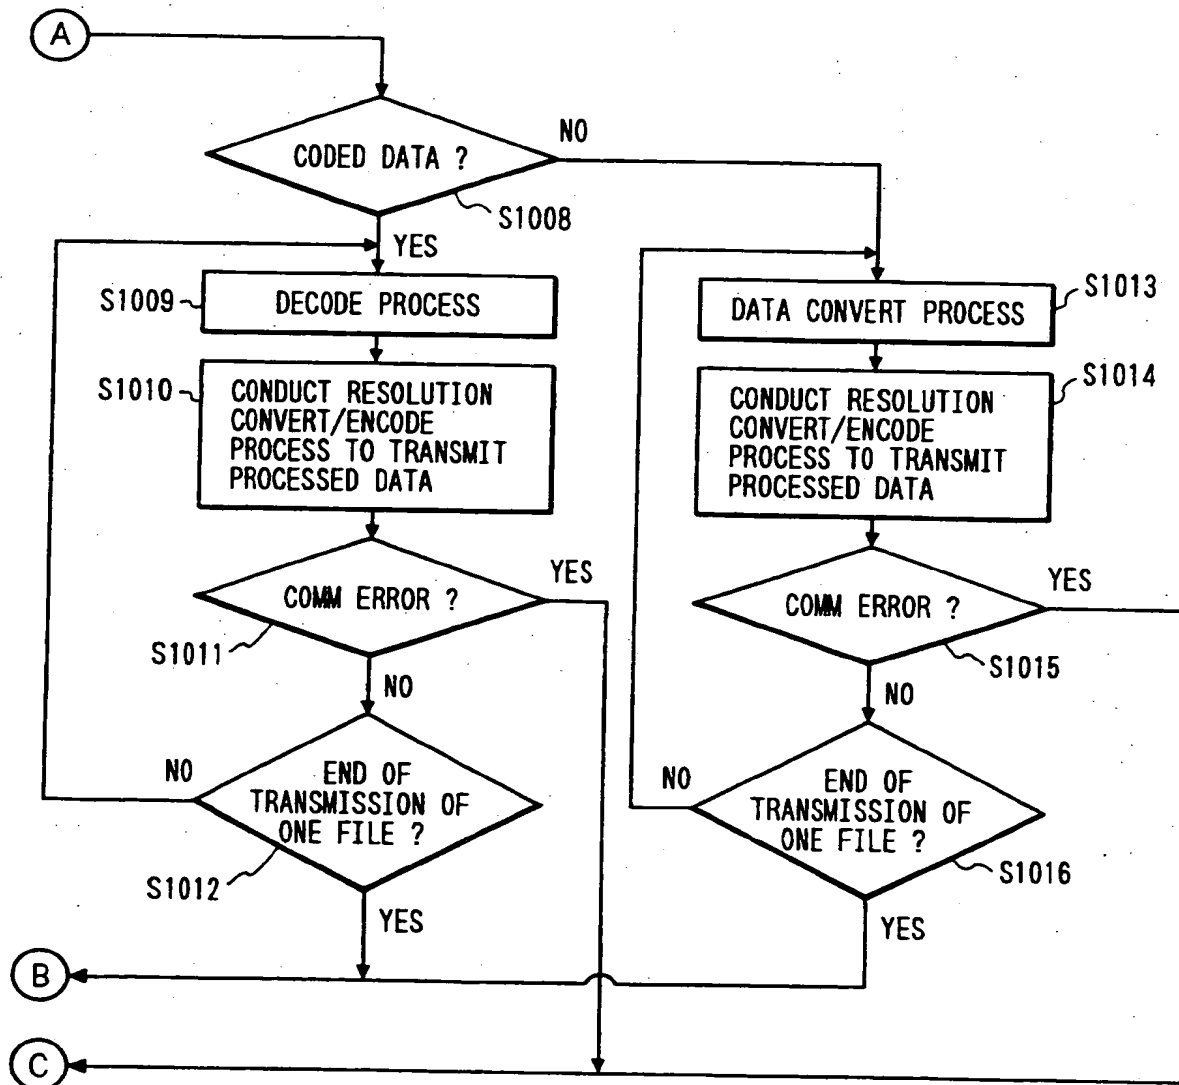 A
CODED DATA ?
NO
S1008
YES
S1009
DECODE PROCESS
S1013
DATA CONVERT PROCESS
S1010
CONDUCT RESOLUTION
CONVERT/ENCODE
PROCESS TO TRANSMIT
PROCESSED DATA
S1014
CONDUCT RESOLUTION
CONVERT/ENCODE
PROCESS TO TRANSMIT
PROCESSED DATA
COMM ERROR ?
YES
S1011
NO
COMM ERROR ?
YES
S1015
NO
NO
END OF
TRANSMISSION OF
ONE FILE ?
S1012
YES
NO
END OF
TRANSMISSION OF
ONE FILE ?
S1016
YES
B
C